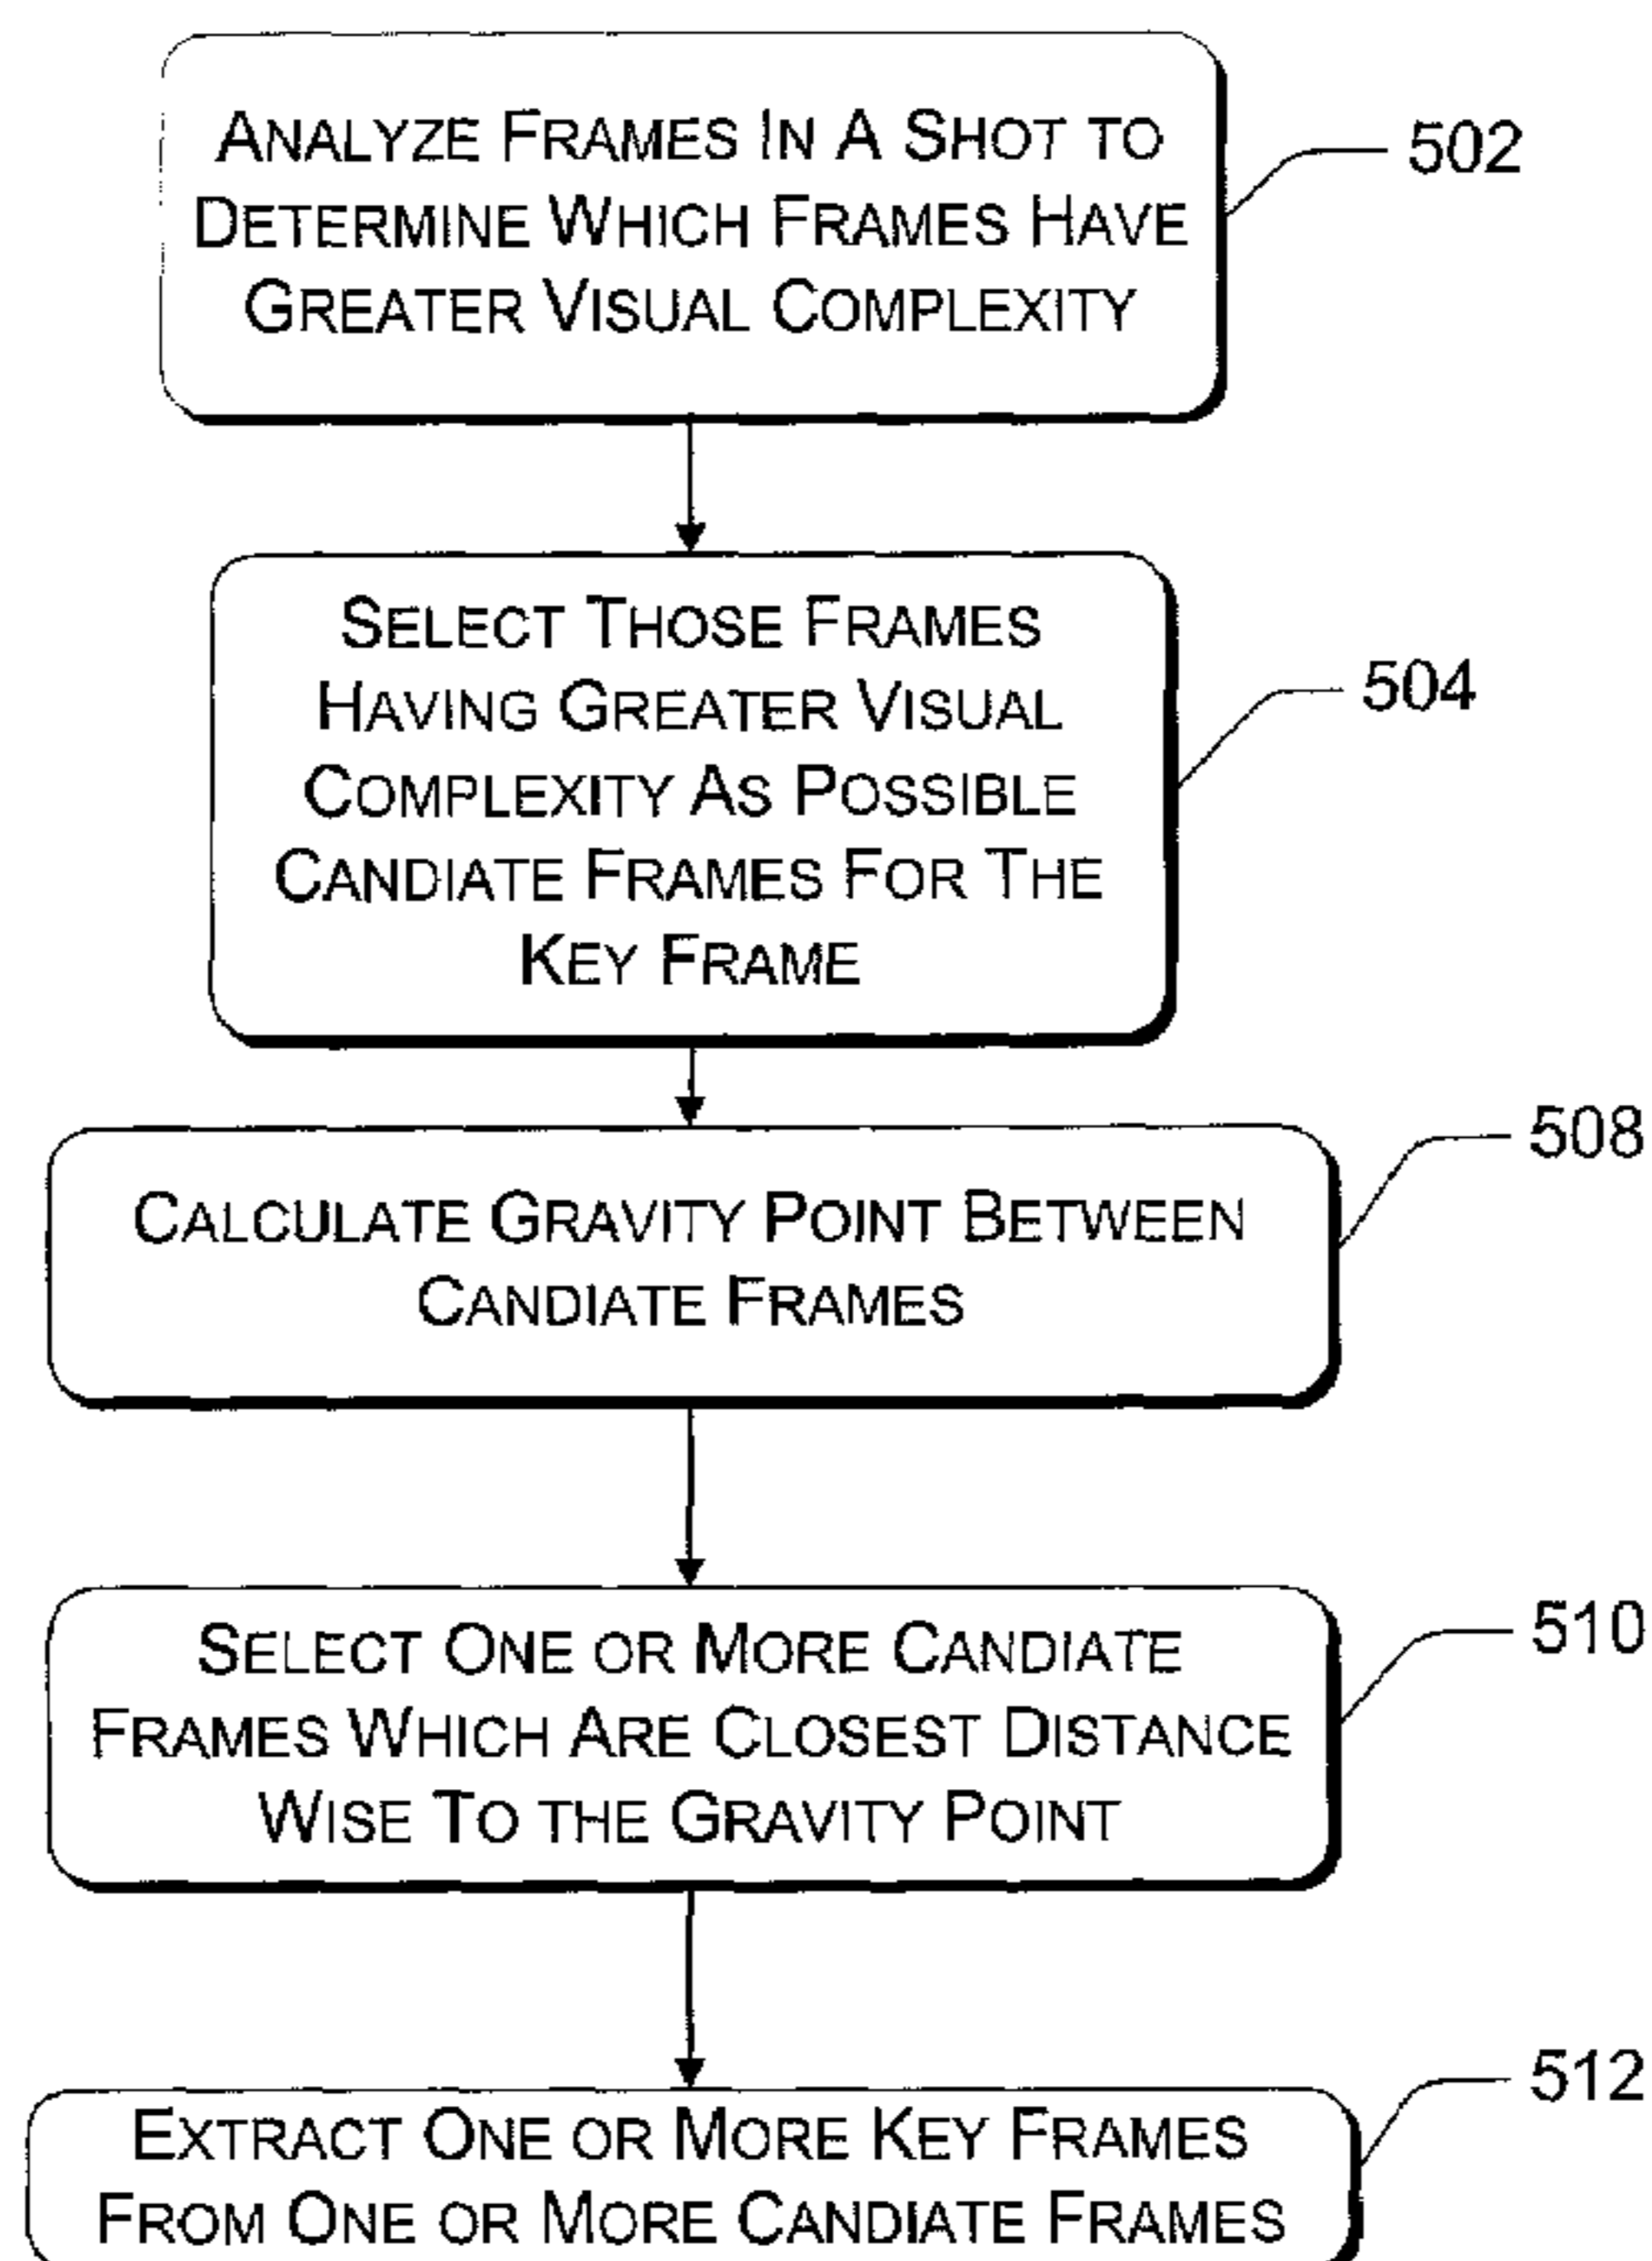 ANALYZE FRAMES IN A SHOT TO
DETERMINE WHICH FRAMES HAVE
GREATER VISUAL COMPLEXITY
502
SELECT THOSE FRAMES
HAVING GREATER VISUAL
COMPLEXITY AS POSSIBLE
CANDIATE FRAMES FOR THE
KEY FRAME
504
CALCULATE GRAVITY POINT BETWEEN
CANDIATE FRAMES
508
SELECT ONE OR MORE CANDIATE
FRAMES WHICH ARE CLOSEST DISTANCE
WISE TO THE GRAVITY POINT
510
EXTRACT ONE OR MORE KEY FRAMES
FROM ONE OR MORE CANDIATE FRAMES
512